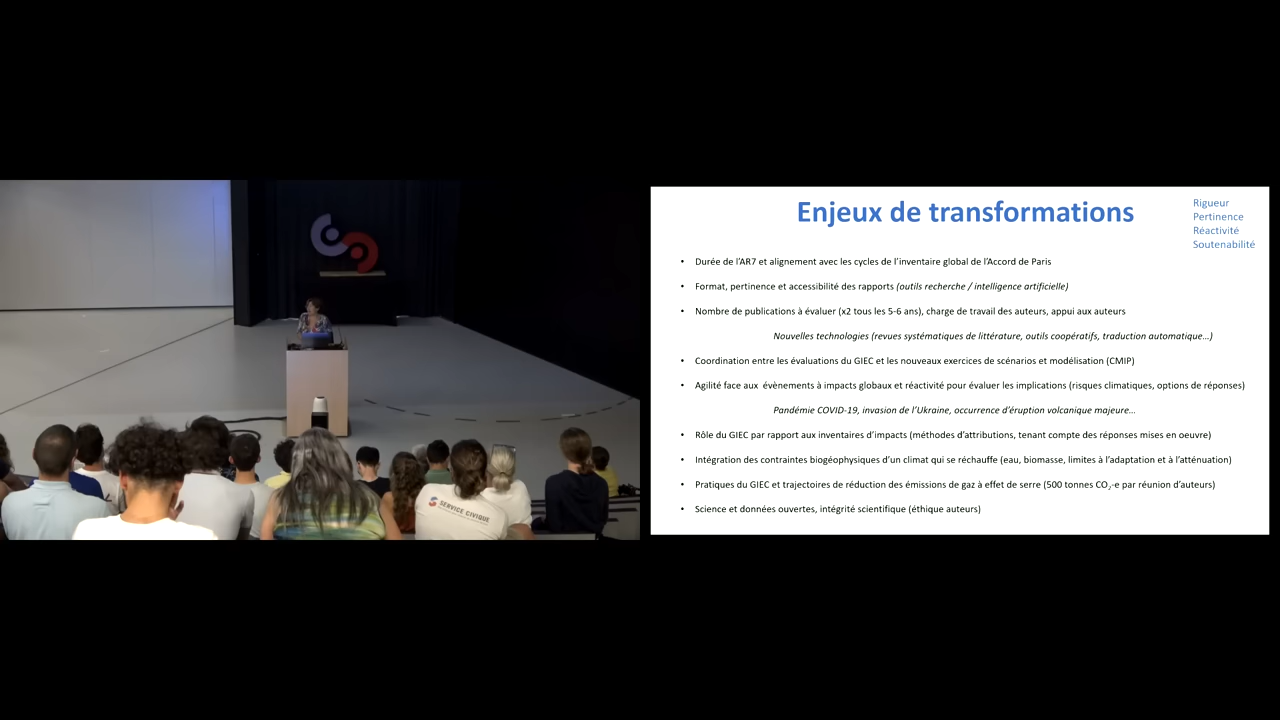 SERVICE CIVIQUE
Enjeux de transformations
Rigueur
Pertinence
Réactivité
Soutenabilité
• Durée de l'AR7 et alignement avec les cycles de l'inventaire global de l'Accord de Paris
• Format, pertinence et accessibilité des rapports (outils recherche / intelligence artificielle)
• Nombre de publications à évaluer (x2 tous les 5-6 ans), charge de travail des auteurs, appui aux auteurs
Nouvelles technologies (revues systématiques de littérature, outils coopératifs, traduction automatique…)
• Coordination entre les évaluations du GIEC et les nouveaux exercices de scénarios et modélisation (CMIP)
• Agilité face aux évènements à impacts globaux et réactivité pour évaluer les implications (risques climatiques, options de réponses)
Pandémie COVID-19, invasion de l'Ukraine, occurrence d'éruption volcanique majeure…
• Rôle du GIEC par rapport aux inventaires d'impacts (méthodes d'attributions, tenant compte des réponses mises en oeuvre)
• Intégration des contraintes biogéophysiques d'un climat qui se réchauffe (eau, biomasse, limites à l'adaptation et à l'atténuation)
• Pratiques du GIEC et trajectoires de réduction des émissions de gaz à effet de serre (500 tonnes CO₂-e par réunion d'auteurs)
• Science et données ouvertes, intégrité scientifique (éthique auteurs)